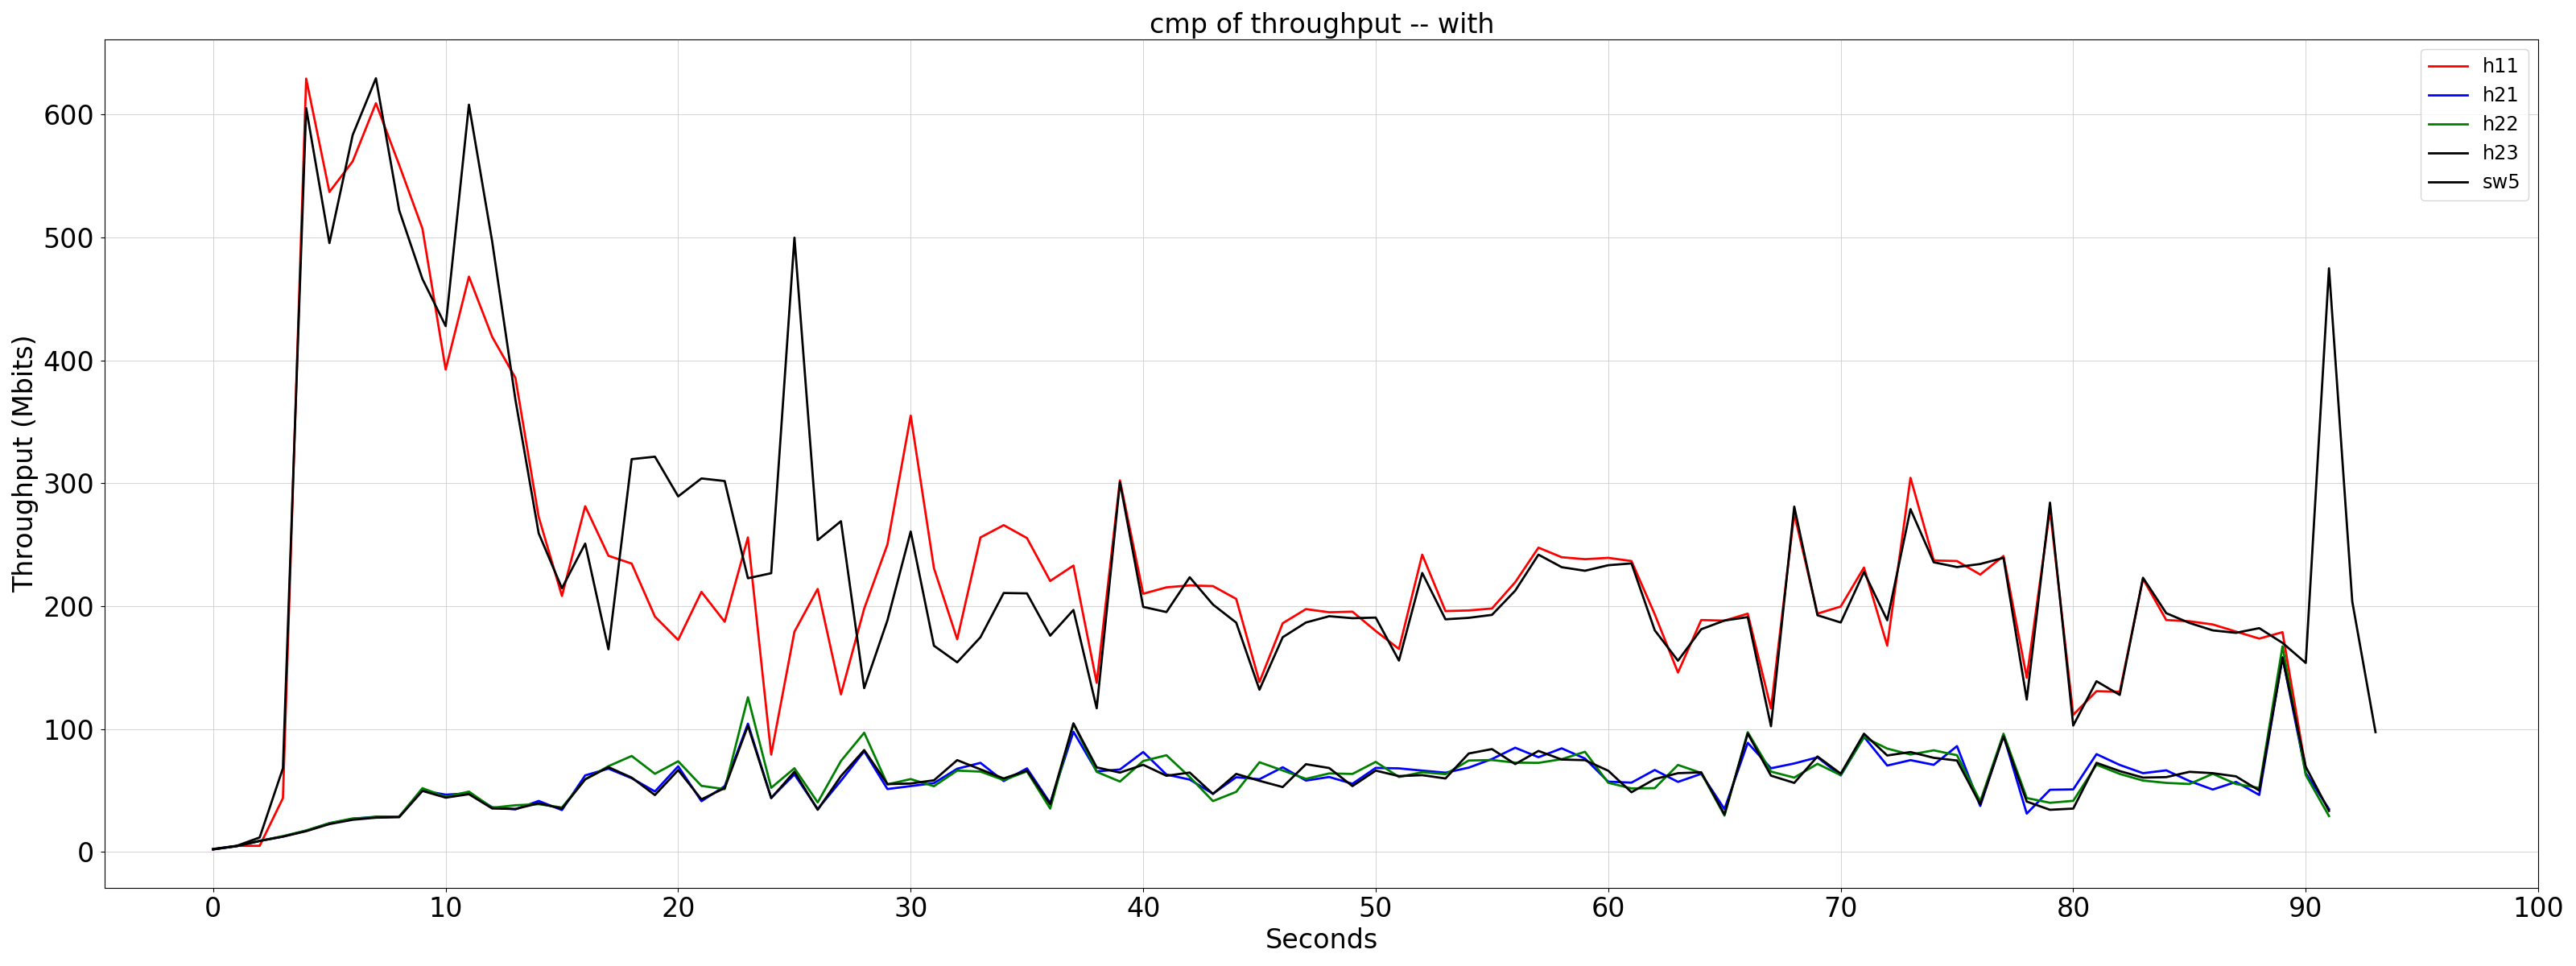 cmp of throughput -- with
h11
h21
h22
h23
sw5
Throughput (Mbits)
600
500
400
300
200
100
0
0 10 20 30 40 50 60 70 80 90 100
Seconds